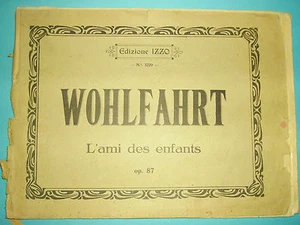 Edizione IZZO
WOHLFAHRT
L'ami des enfants
op. 87